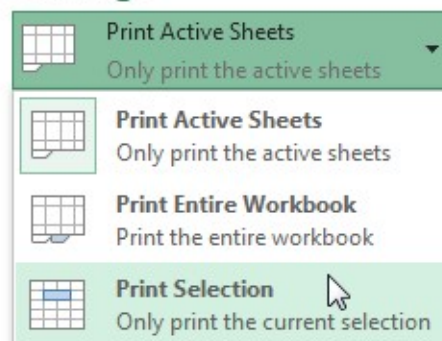 Print Active Sheets
Only print the active sheets
Print Active Sheets
Only print the active sheets
Print Entire Workbook
Print the entire workbook
Print Selection
Only print the current selection